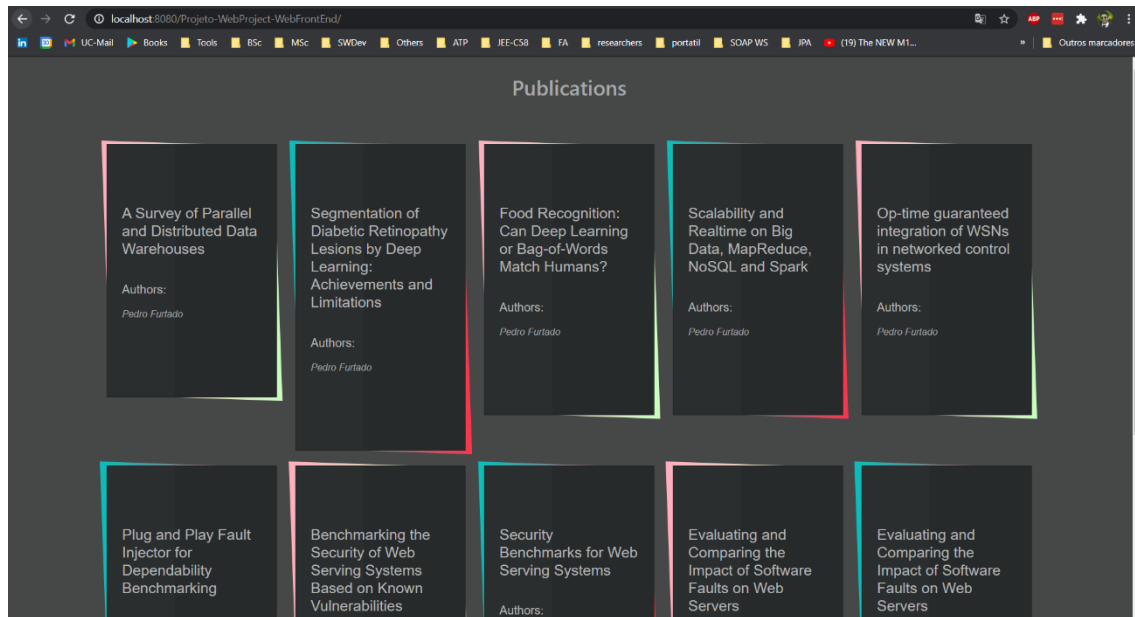 localhost:8080/Projeto-WebProject-WebFrontEnd/
ABP
in 30 UC-Mail Books Tools BSc MSc SWDev Others ATP JEE-C58 FA researchers portatil SOAP WS JPA (19) The NEW M1... » Outros marcadores
Publications
A Survey of Parallel
and Distributed Data
Warehouses
Authors:
Pedro Furtado
Segmentation of
Diabetic Retinopathy
Lesions by Deep
Learning:
Achievements and
Limitations
Authors:
Pedro Furtado
Food Recognition:
Can Deep Learning
or Bag-of-Words
Match Humans?
Authors:
Pedro Furtado
Scalability and
Realtime on Big
Data, MapReduce,
NoSQL and Spark
Authors:
Pedro Furtado
Op-time guaranteed
integration of WSNs
in networked control
systems
Authors:
Pedro Furtado
Plug and Play Fault
Injector for
Dependability
Benchmarking
Benchmarking the
Security of Web
Serving Systems
Based on Known
Vulnerabilities
Security
Benchmarks for Web
Serving Systems
Authors:
Evaluating and
Comparing the
Impact of Software
Faults on Web
Servers
Evaluating and
Comparing the
Impact of Software
Faults on Web
Servers